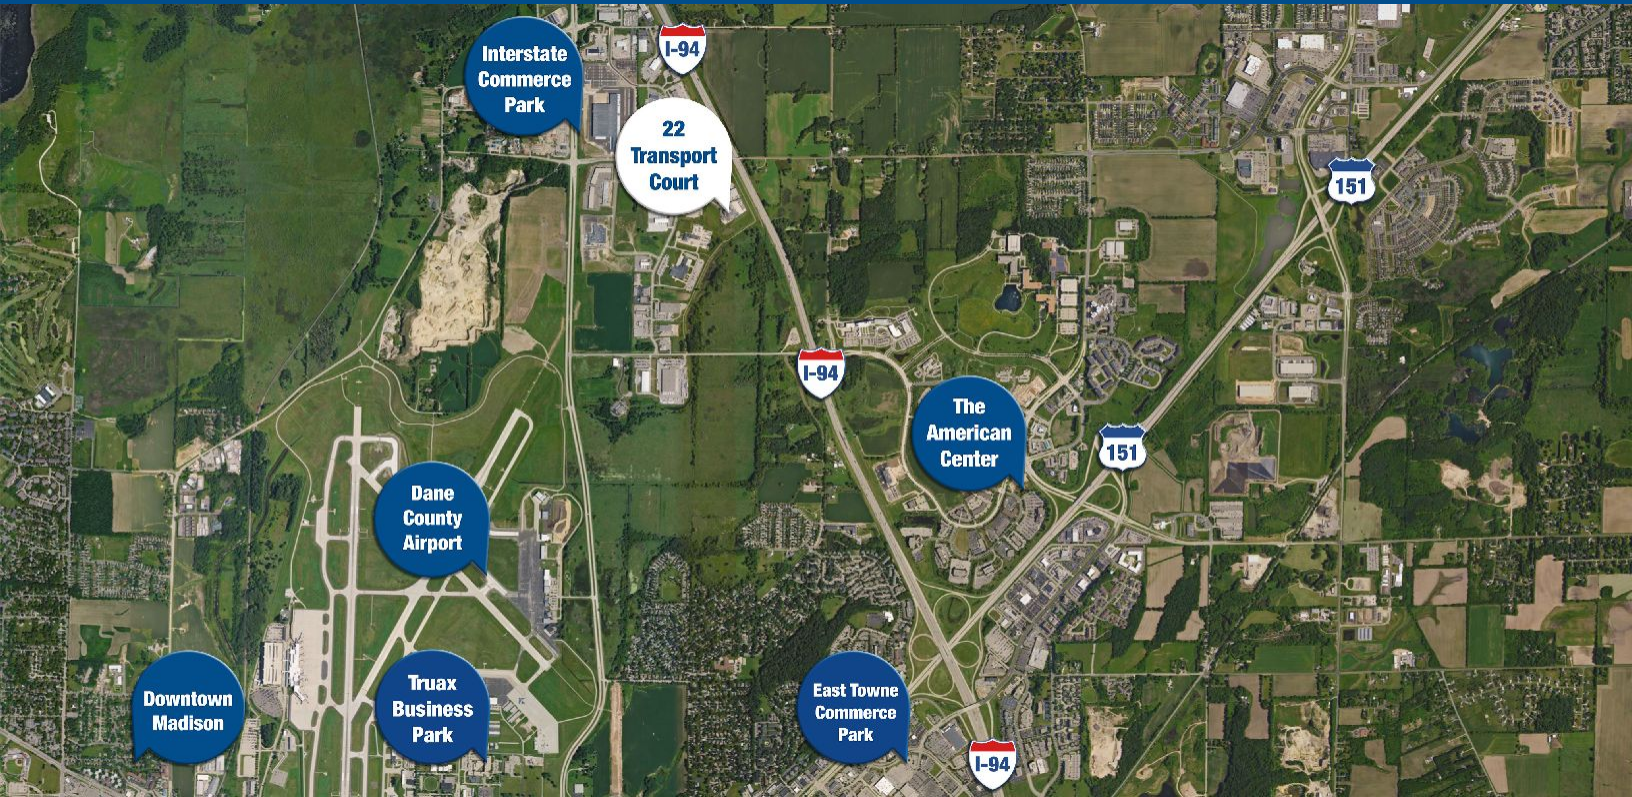 Interstate
Commerce
Park
I-94
22
Transport
Court
151
I-94
The
American
Center
151
Dane
County
Airport
Downtown
Madison
Truax
Business
Park
East Towne
Commerce
Park
I-94